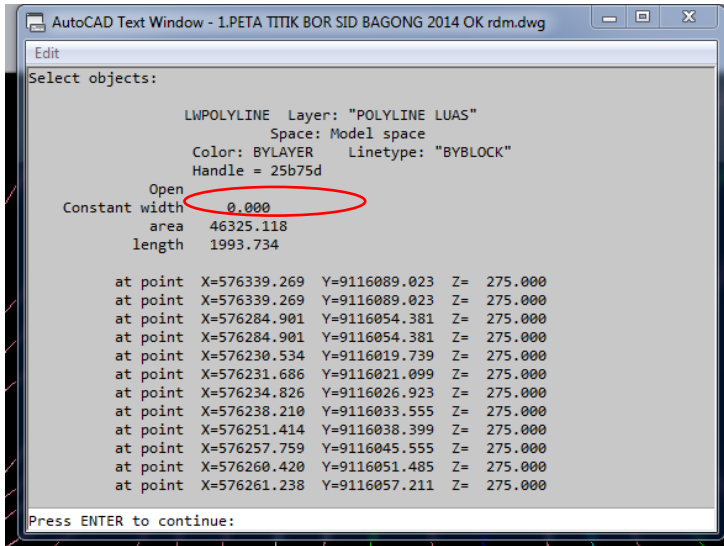 AutoCAD Text Window - 1.PETA TITIK BOR SID BAGONG 2014 OK rdm.dwg
Edit
Select objects:
LWPOLYLINE Layer: "POLYLINE LUAS"
Space: Model space
Color: BYLAYER Linetype: "BYBLOCK"
Handle = 25b75d
Open
Constant width 0.000
area 46325.118
length 1993.734
at point X=576339.269 Y=9116089.023 Z= 275.000
at point X=576339.269 Y=9116089.023 Z= 275.000
at point X=576284.901 Y=9116054.381 Z= 275.000
at point X=576284.901 Y=9116054.381 Z= 275.000
at point X=576230.534 Y=9116019.739 Z= 275.000
at point X=576231.686 Y=9116021.099 Z= 275.000
at point X=576234.826 Y=9116026.923 Z= 275.000
at point X=576238.210 Y=9116033.555 Z= 275.000
at point X=576251.414 Y=9116038.399 Z= 275.000
at point X=576257.759 Y=9116045.555 Z= 275.000
at point X=576260.420 Y=9116051.485 Z= 275.000
at point X=576261.238 Y=9116057.211 Z= 275.000
Press ENTER to continue: